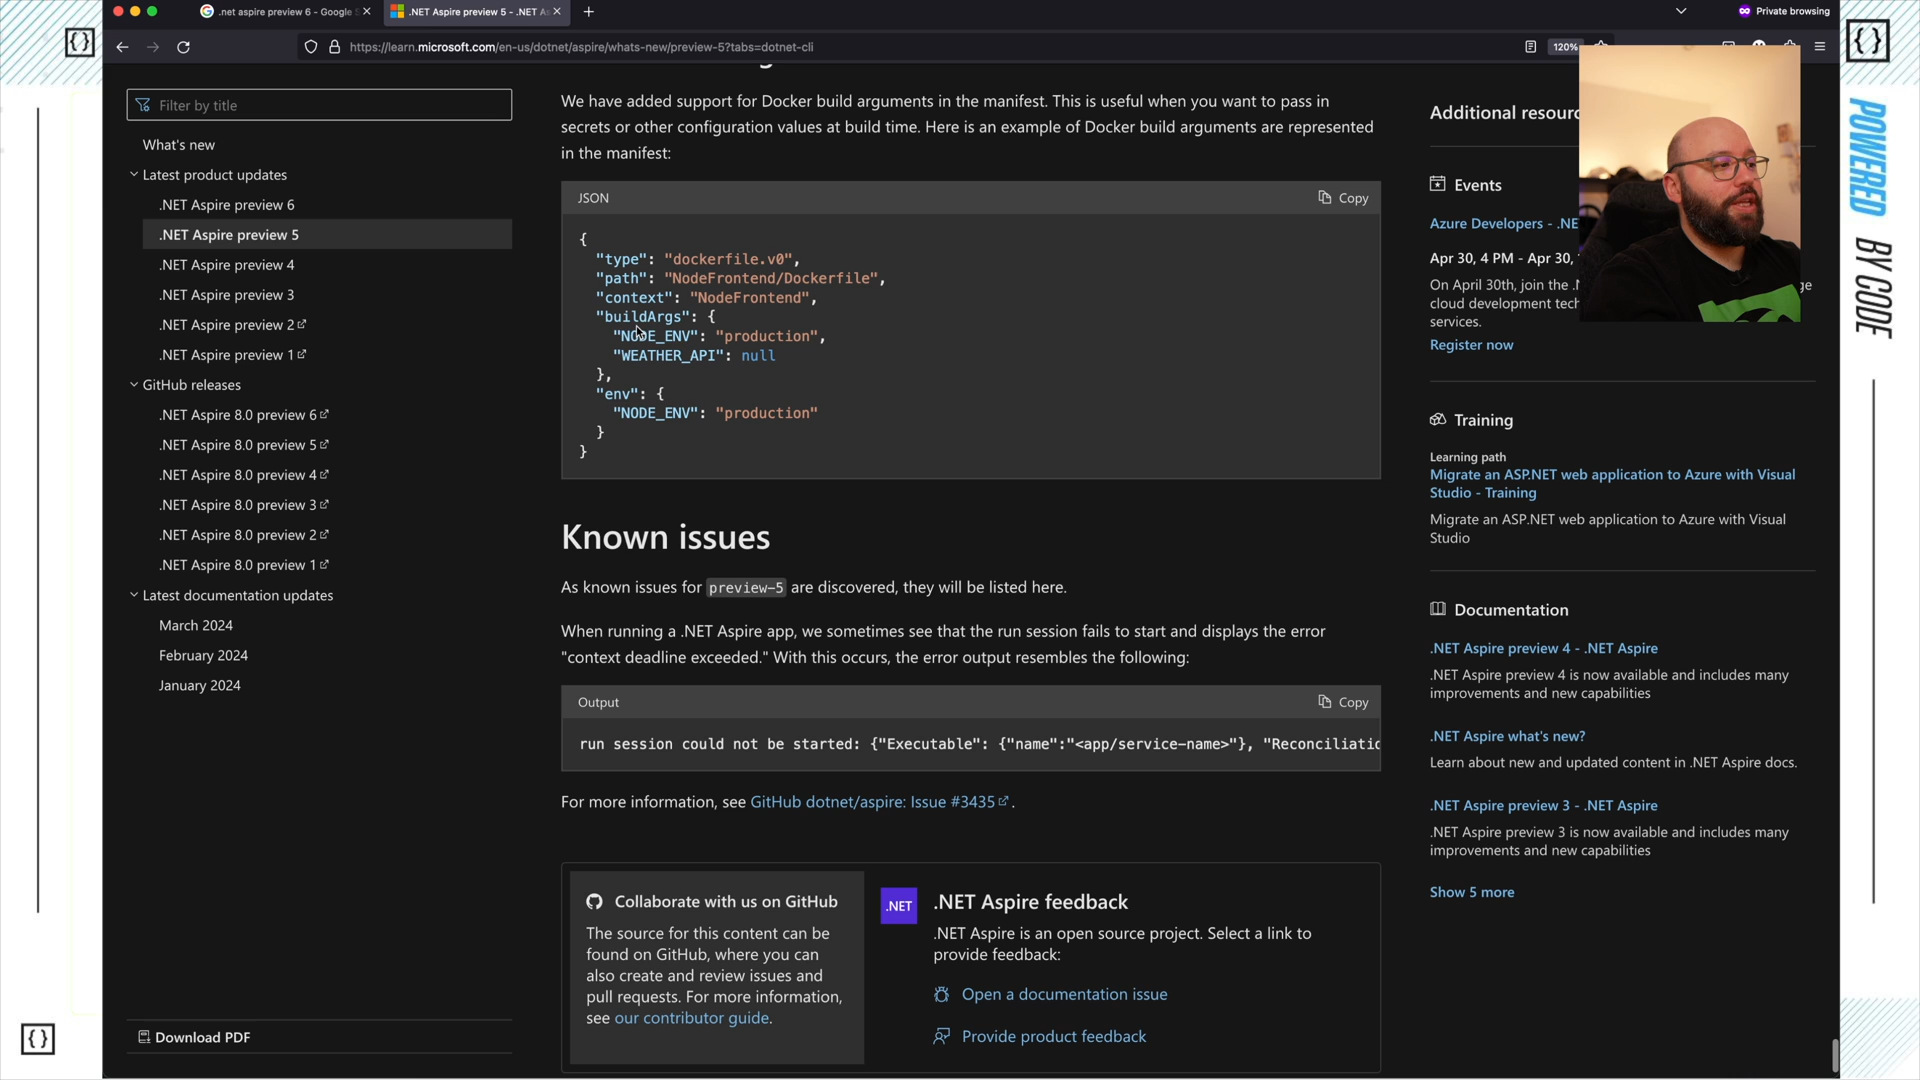 .net aspire preview 6 - Google
.NET Aspire preview 5 - .NET As
Private browsing
https://learn.microsoft.com/en-us/dotnet/aspire/whats-new/preview-5?tabs=dotnet-cli
120%
Filter by title
What's new
Latest product updates
.NET Aspire preview 6
.NET Aspire preview 5
.NET Aspire preview 4
.NET Aspire preview 3
.NET Aspire preview 2
.NET Aspire preview 1
GitHub releases
.NET Aspire 8.0 preview 6
.NET Aspire 8.0 preview 5
.NET Aspire 8.0 preview 4
.NET Aspire 8.0 preview 3
.NET Aspire 8.0 preview 2
.NET Aspire 8.0 preview 1
Latest documentation updates
March 2024
February 2024
January 2024
Download PDF
We have added support for Docker build arguments in the manifest. This is useful when you want to pass in
secrets or other configuration values at build time. Here is an example of Docker build arguments are represented
in the manifest:
JSON
Copy
{
"type": "dockerfile.v0",
"path": "NodeFrontend/Dockerfile",
"context": "NodeFrontend",
"buildArgs": {
"NODE_ENV": "production",
"WEATHER_API": null
},
"env": {
"NODE_ENV": "production"
}
}
Known issues
As known issues for preview-5 are discovered, they will be listed here.
When running a .NET Aspire app, we sometimes see that the run session fails to start and displays the error
"context deadline exceeded." With this occurs, the error output resembles the following:
Output
Copy
run session could not be started: {"Executable": {"name":"<app/service-name>"}, "Reconciliatio
For more information, see GitHub dotnet/aspire: Issue #3435 .
Collaborate with us on GitHub
The source for this content can be
found on GitHub, where you can
also create and review issues and
pull requests. For more information,
see our contributor guide.
.NET
.NET Aspire feedback
.NET Aspire is an open source project. Select a link to
provide feedback:
Open a documentation issue
Provide product feedback
Additional resourc
Events
Azure Developers - .NE
Apr 30, 4 PM - Apr 30,
On April 30th, join the .N ge
cloud development tech
services.
Register now
Training
Learning path
Migrate an ASP.NET web application to Azure with Visual
Studio - Training
Migrate an ASP.NET web application to Azure with Visual
Studio
Documentation
.NET Aspire preview 4 - .NET Aspire
.NET Aspire preview 4 is now available and includes many
improvements and new capabilities
.NET Aspire what's new?
Learn about new and updated content in .NET Aspire docs.
.NET Aspire preview 3 - .NET Aspire
.NET Aspire preview 3 is now available and includes many
improvements and new capabilities
Show 5 more
{}
{}
{}
POWERED BY CODE